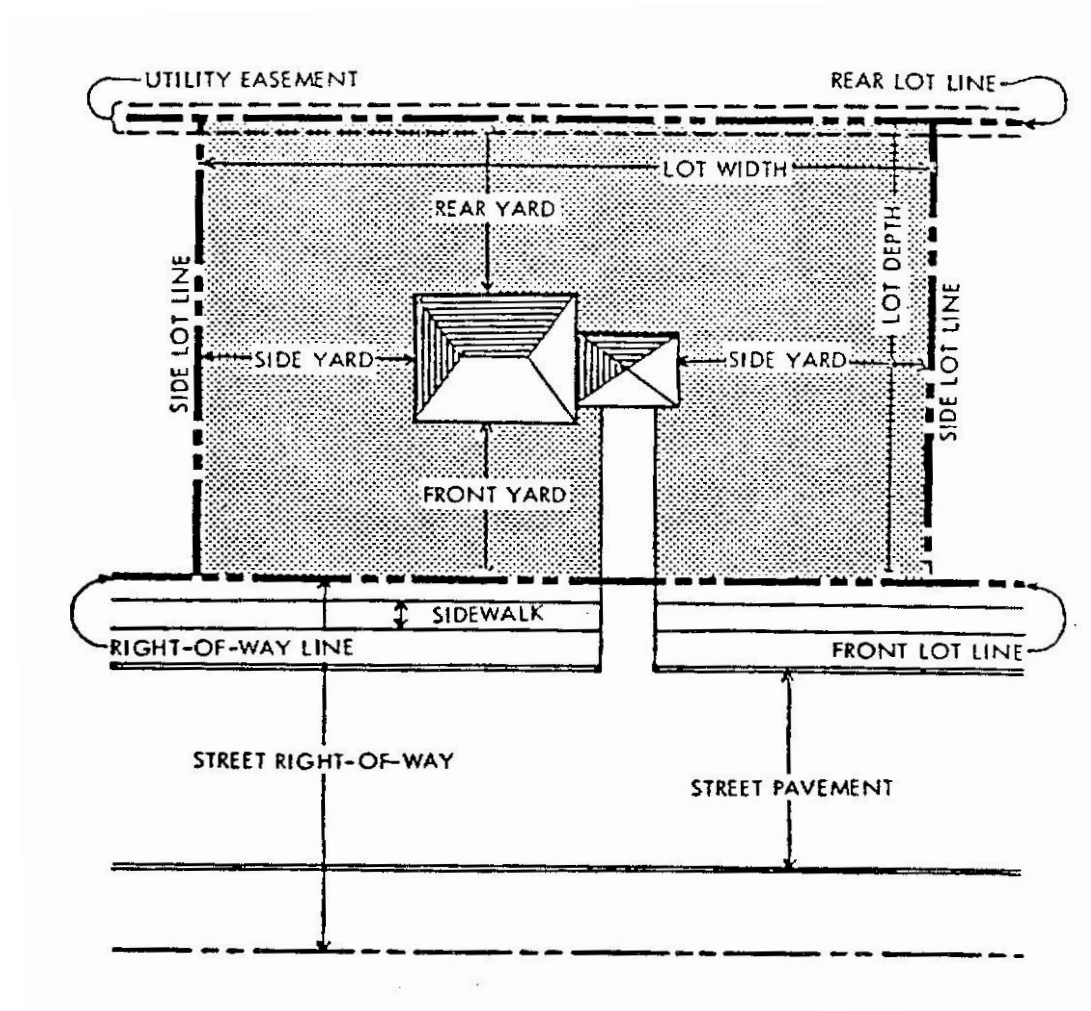 UTILITY EASEMENT
REAR LOT LINE
LOT WIDTH
REAR YARD
LOT DEPTH
SIDE LOT LINE
SIDE YARD
SIDE YARD
SIDE LOT LINE
FRONT YARD
SIDEWALK
RIGHT-OF-WAY LINE
FRONT LOT LINE
STREET RIGHT-OF-WAY
STREET PAVEMENT